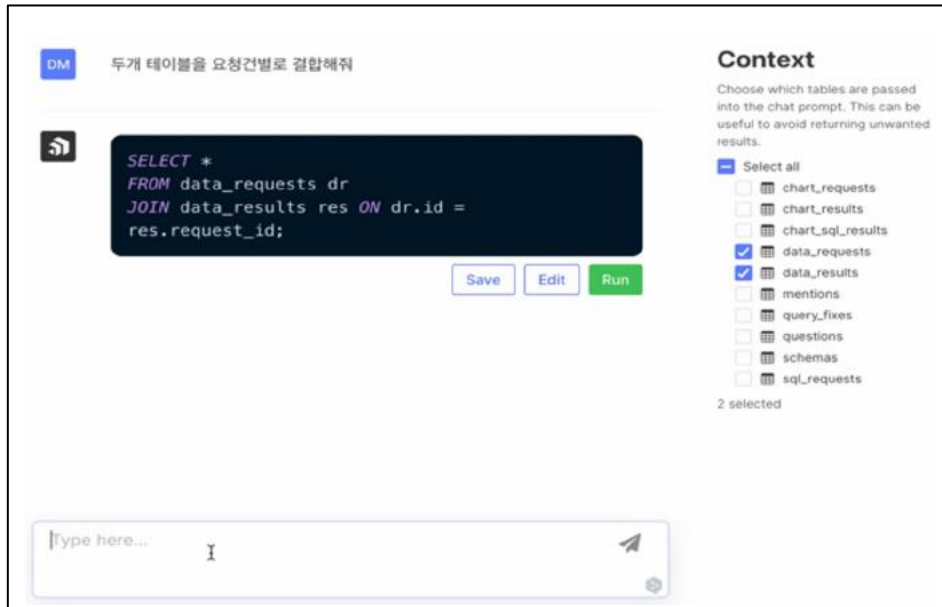 DM
두개 테이블을 요청건별로 결합해줘
SELECT *
FROM data_requests dr
JOIN data_results res ON dr.id =
res.request_id;
Save Edit Run
Type here...
Context
Choose which tables are passed
into the chat prompt. This can be
useful to avoid returning unwanted
results.
Select all
chart_requests
chart_results
chart_sql_results
data_requests
data_results
mentions
query_fixes
questions
schemas
sql_requests
2 selected